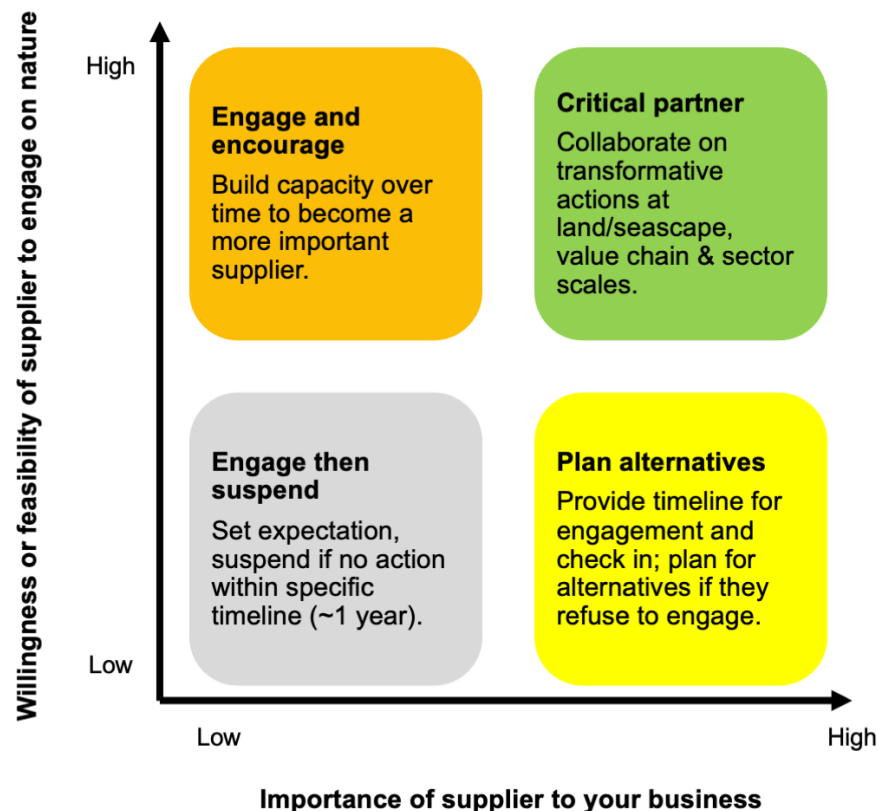 Willingness or feasibility of supplier to engage on nature
High
Engage and
encourage
Build capacity over
time to become a
more important
supplier.
Critical partner
Collaborate on
transformative
actions at
land/seascape,
value chain & sector
scales.
Engage then
suspend
Set expectation,
suspend if no action
within specific
timeline (~1 year).
Plan alternatives
Provide timeline for
engagement and
check in; plan for
alternatives if they
refuse to engage.
Low
Low
High
Importance of supplier to your business